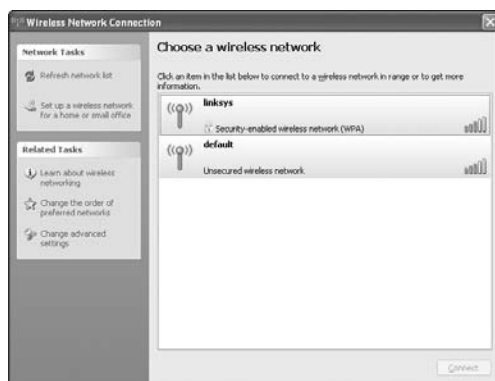 Wireless Network Connection
Network Tasks
Refresh network list
Set up a wireless network
for a home or small office
Related Tasks
Learn about wireless
networking
Change the order of
preferred networks
Change advanced
settings
Choose a wireless network
Click an item in the list below to connect to a wireless network in range or to get more
information.
linksys
Security-enabled wireless network (WPA)
default
Unsecured wireless network
Connect